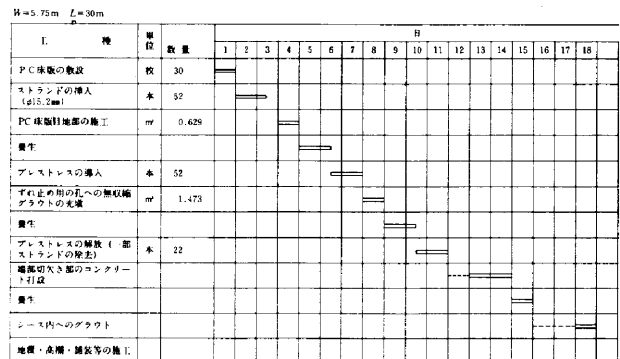 W=5.75m L=30m
工 種 単位 数 量 日
1 2 3 4 5 6 7 8 9 10 11 12 13 14 15 16 17 18
PC床版の敷設 枚 30
ストランドの挿入
(φ15.2mm) 本 52
PC床版目地部の施工 m³ 0.629
養生
プレストレスの導入 本 52
ずれ止め用の孔への無収縮
グラウトの充填 m³ 1.473
養生
プレストレスの解放(一部
ストランドの除去) 本 22
端部切欠き部のコンクリー
ト打設
養生
シース内へのグラウト
地覆・高欄・舗装等の施工